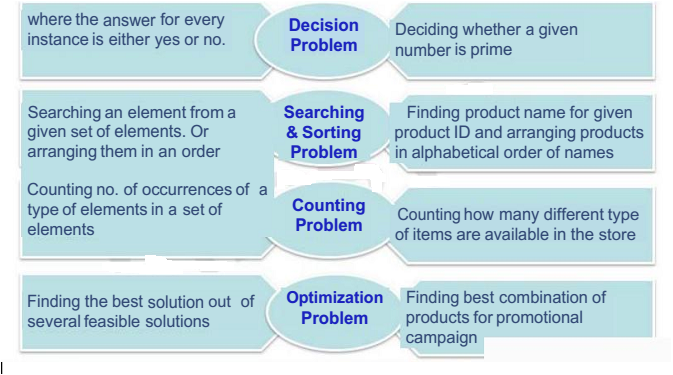 where the answer for every
instance is either yes or no.
Decision
Problem
Deciding whether a given
number is prime
Searching an element from a
given set of elements. Or
arranging them in an order
Searching
& Sorting
Problem
Finding product name for given
product ID and arranging products
in alphabetical order of names
Counting no. of occurrences of a
type of elements in a set of
elements
Counting
Problem
Counting how many different type
of items are available in the store
Finding the best solution out of
several feasible solutions
Optimization
Problem
Finding best combination of
products for promotional
campaign